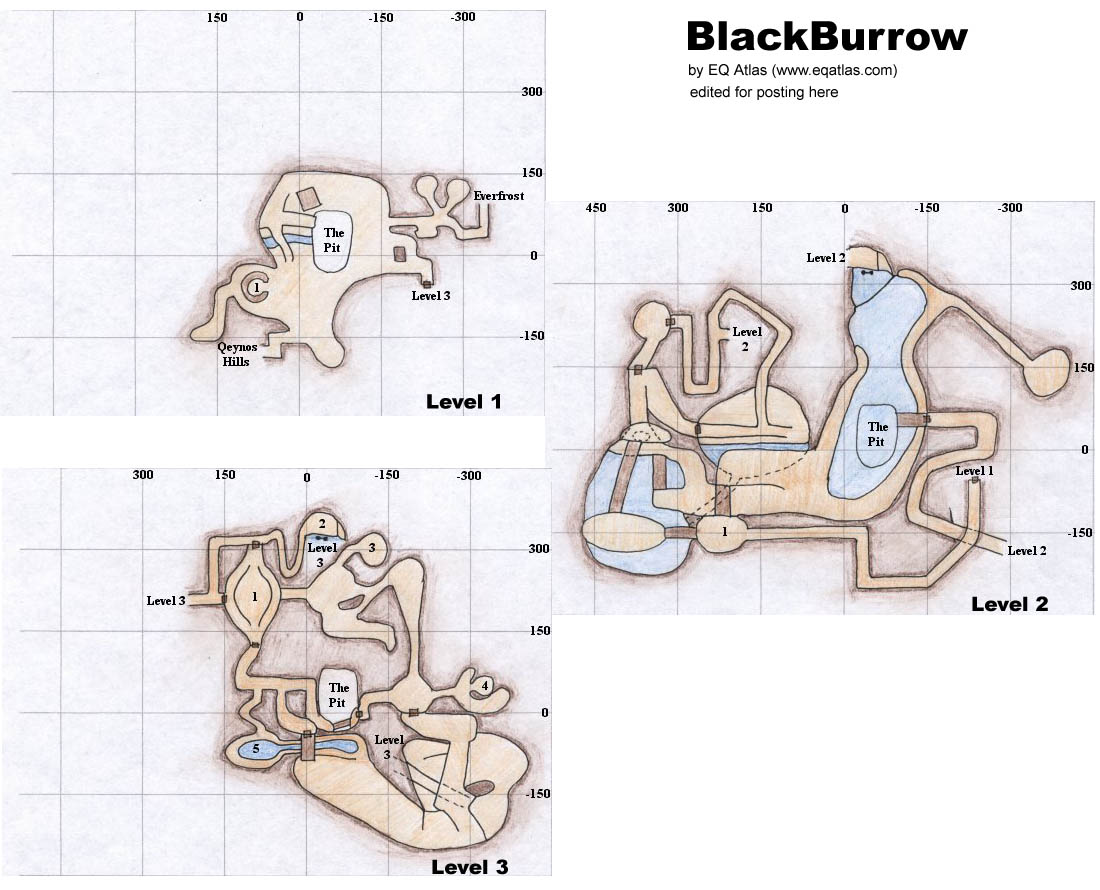 BlackBurrow
by EQ Atlas (www.eqatlas.com)
edited for posting here
150 0 -150 -300
300
150
0
-150
Everfrost
The
Pit
1
Level 3
Qeynos
Hills
Level 1
450 300 150 0 -150 -300
300
150
0
-150
Level 2
Level
2
The
Pit
Level 1
1
Level 2
Level 2
300 150 0 -150 -300
300
150
0
-150
2
Level
3
3
Level 3
1
The
Pit
4
5
Level
3
Level 3